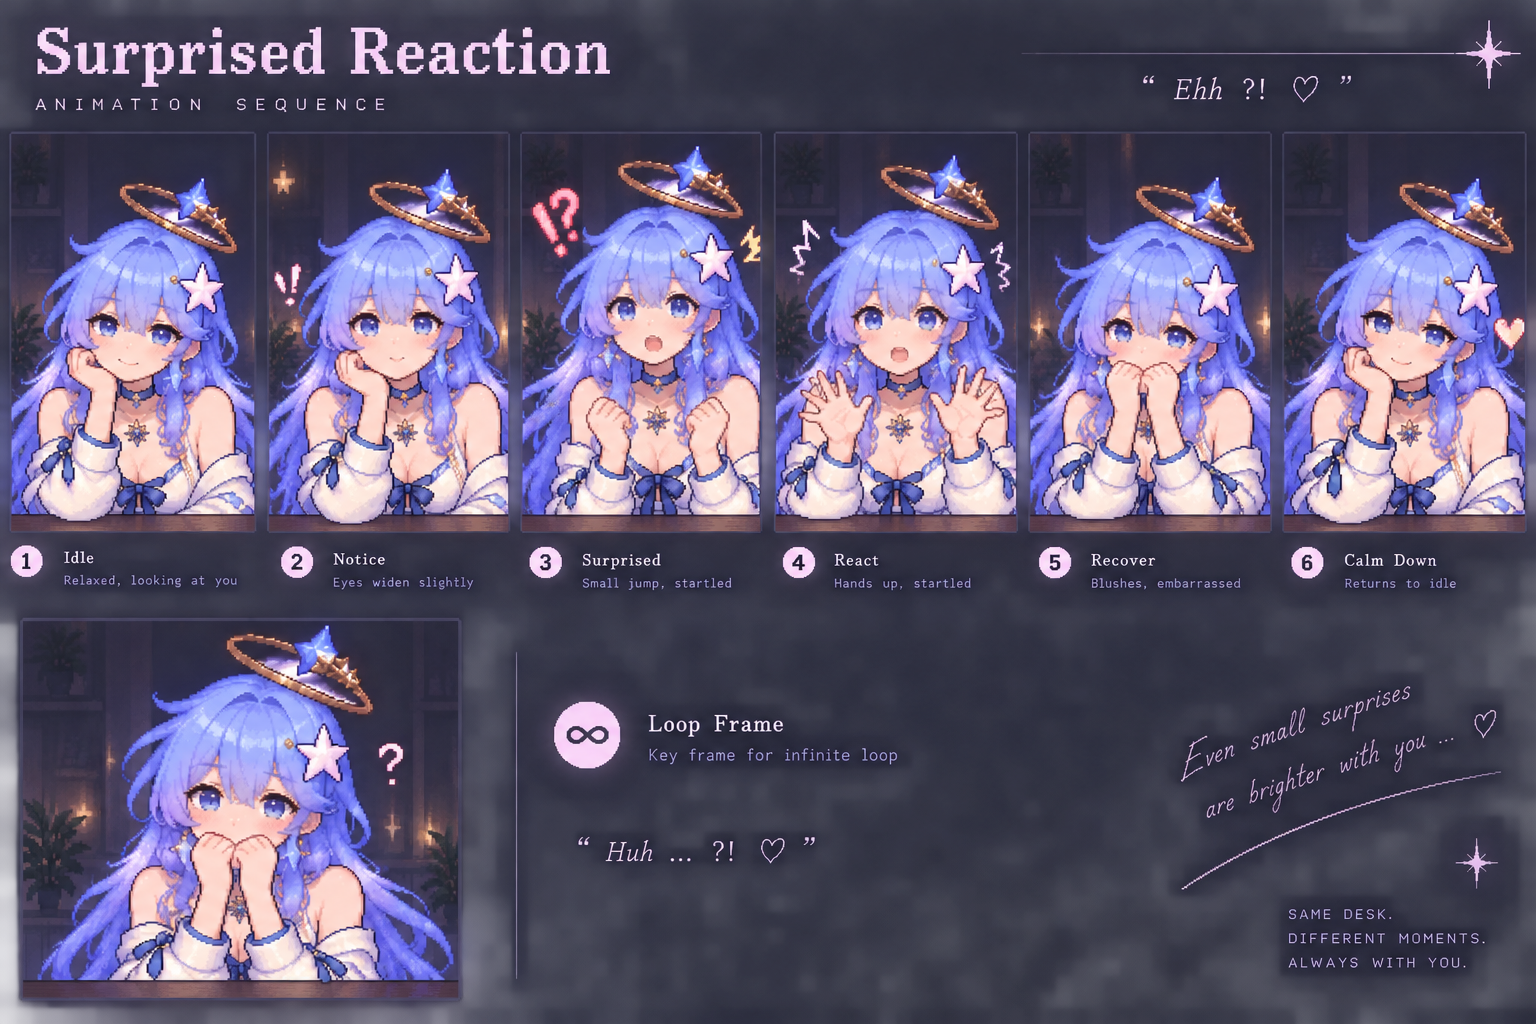 Surprised Reaction
ANIMATION SEQUENCE
“ Ehh ?! ♡ ”
!!
!?
1 Idle
Relaxed, looking at you
2 Notice
Eyes widen slightly
3 Surprised
Small jump, startled
4 React
Hands up, startled
5 Recover
Blushes, embarrassed
6 Calm Down
Returns to idle
?
∞ Loop Frame
Key frame for infinite loop
“ Huh ... ?! ♡ ”
Even small surprises
are brighter with you ... ♡
SAME DESK.
DIFFERENT MOMENTS.
ALWAYS WITH YOU.